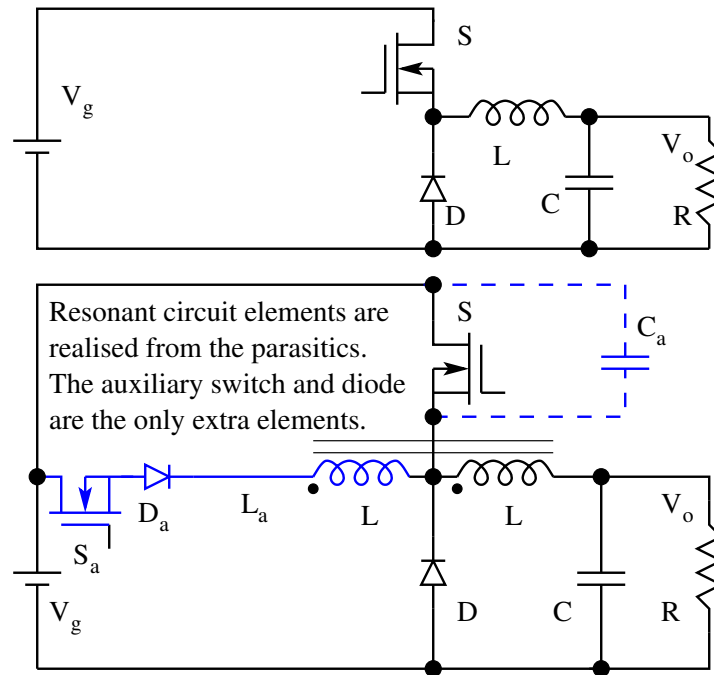 S
V_g
L
V_o
D
C
R
Resonant circuit elements are
realised from the parasitics.
The auxiliary switch and diode
are the only extra elements.
S
C_a
D_a
L_a
L
L
V_o
S_a
V_g
D
C
R